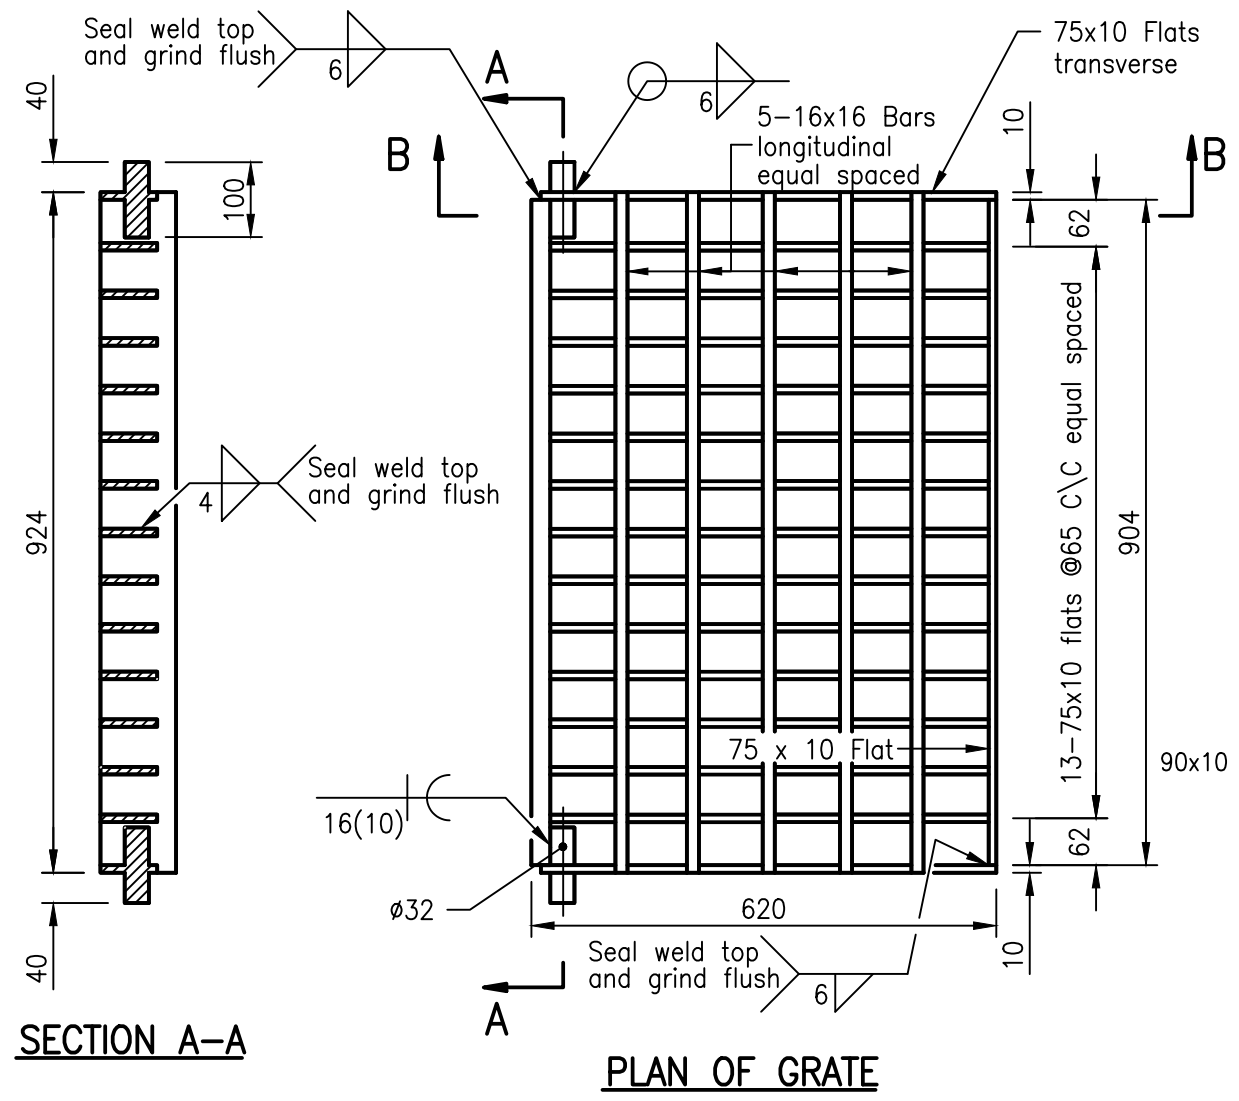 Seal weld top
and grind flush
6
A
6
75x10 Flats
transverse
5-16x16 Bars
longitudinal
equal spaced
40
10
B
B
100
62
924
4
Seal weld top
and grind flush
13-75x10 flats @65 C\C equal spaced
904
75 x 10 Flat
90x10
16(10)
62
ø32
620
40
10
Seal weld top
and grind flush
6
A
SECTION A-A
PLAN OF GRATE